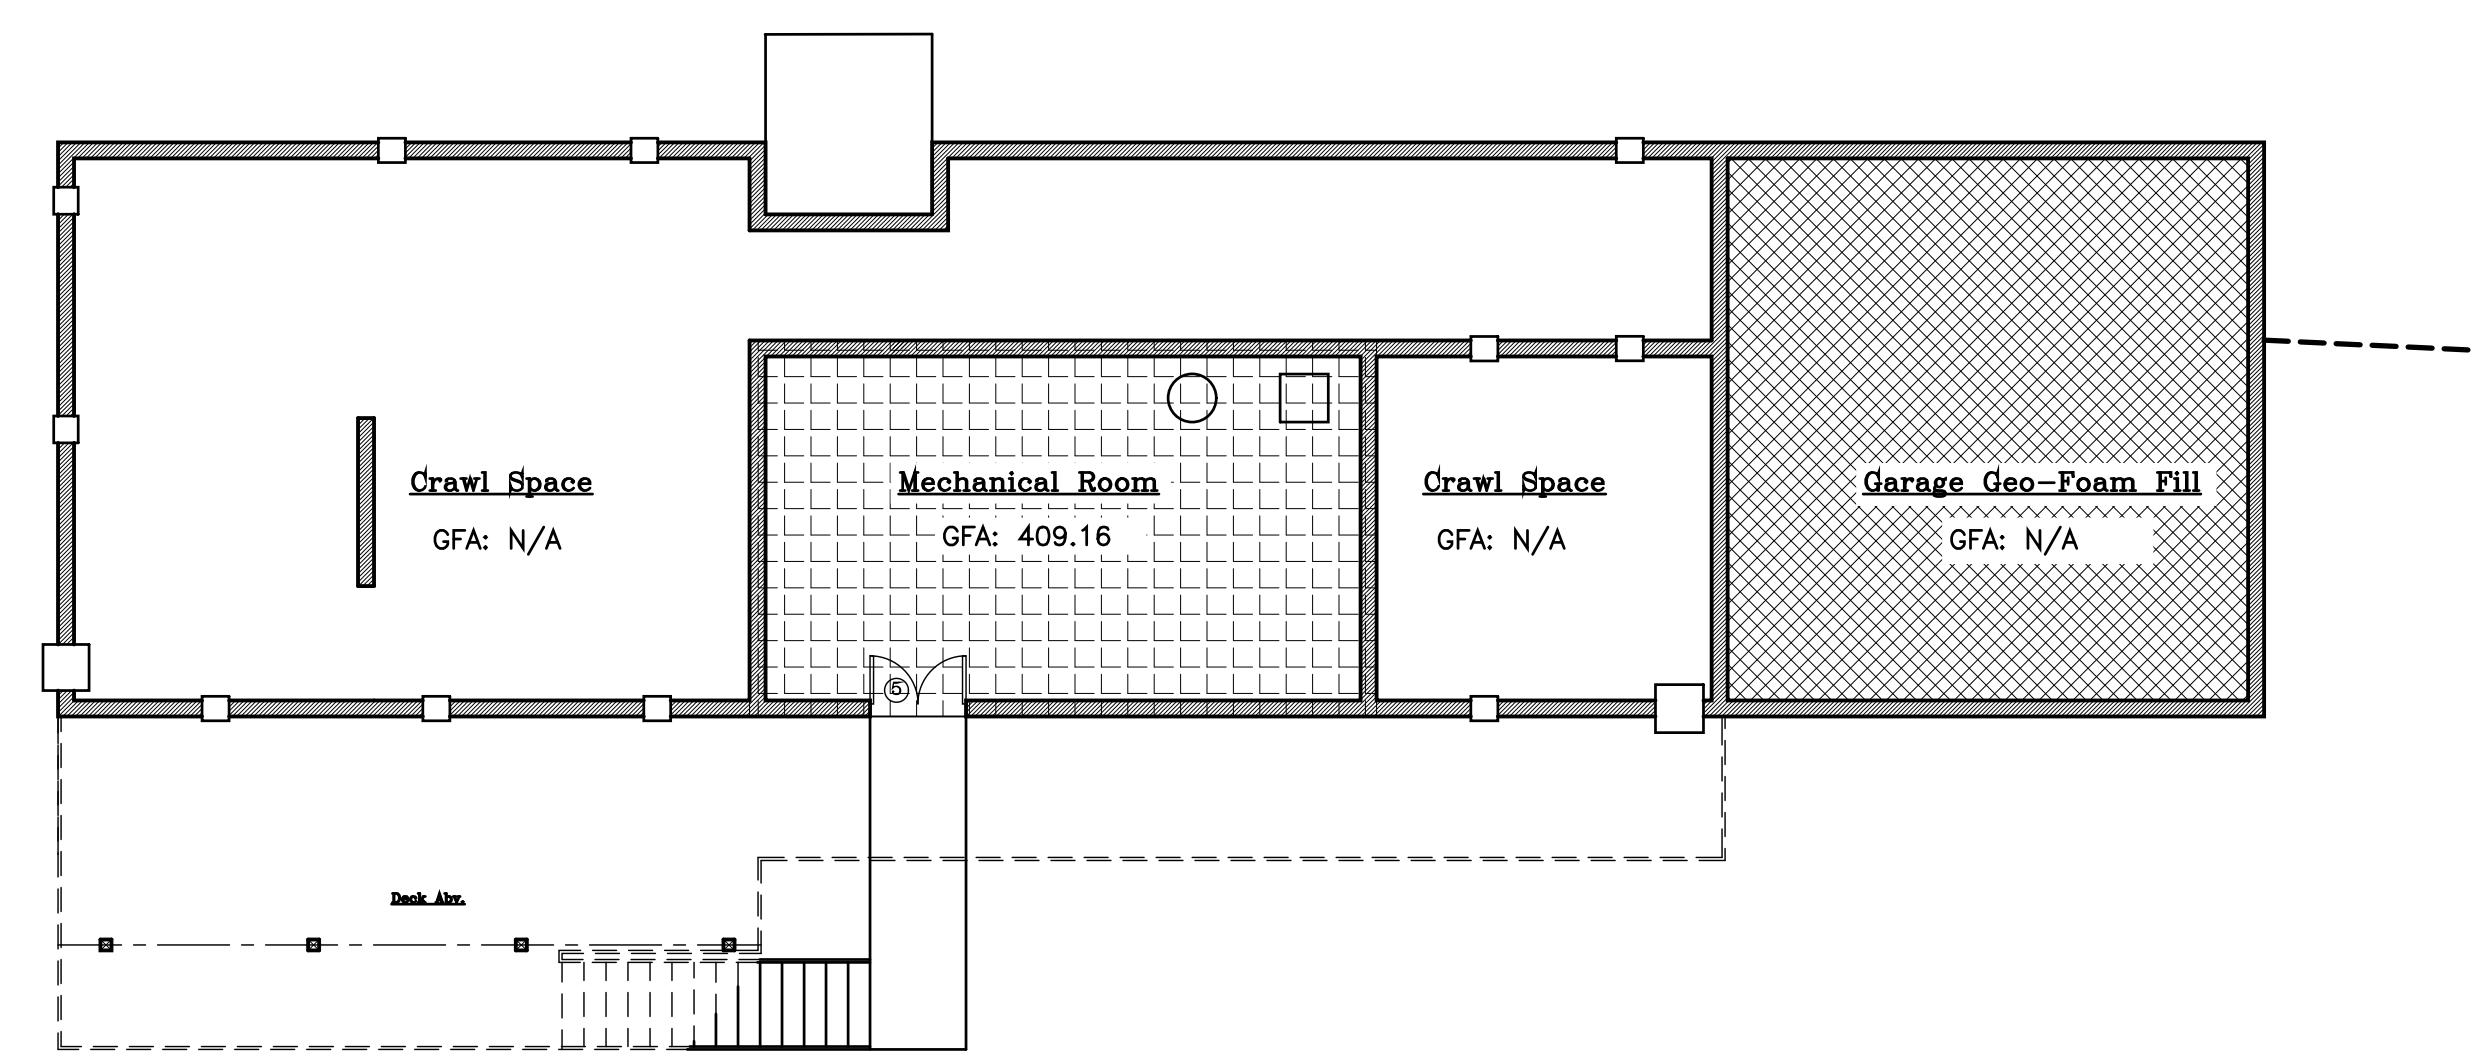 Crawl Space
GFA: N/A
Mechanical Room
GFA: 409.16
Crawl Space
GFA: N/A
Garage Geo-Foam Fill
GFA: N/A
5
Deck Abv.